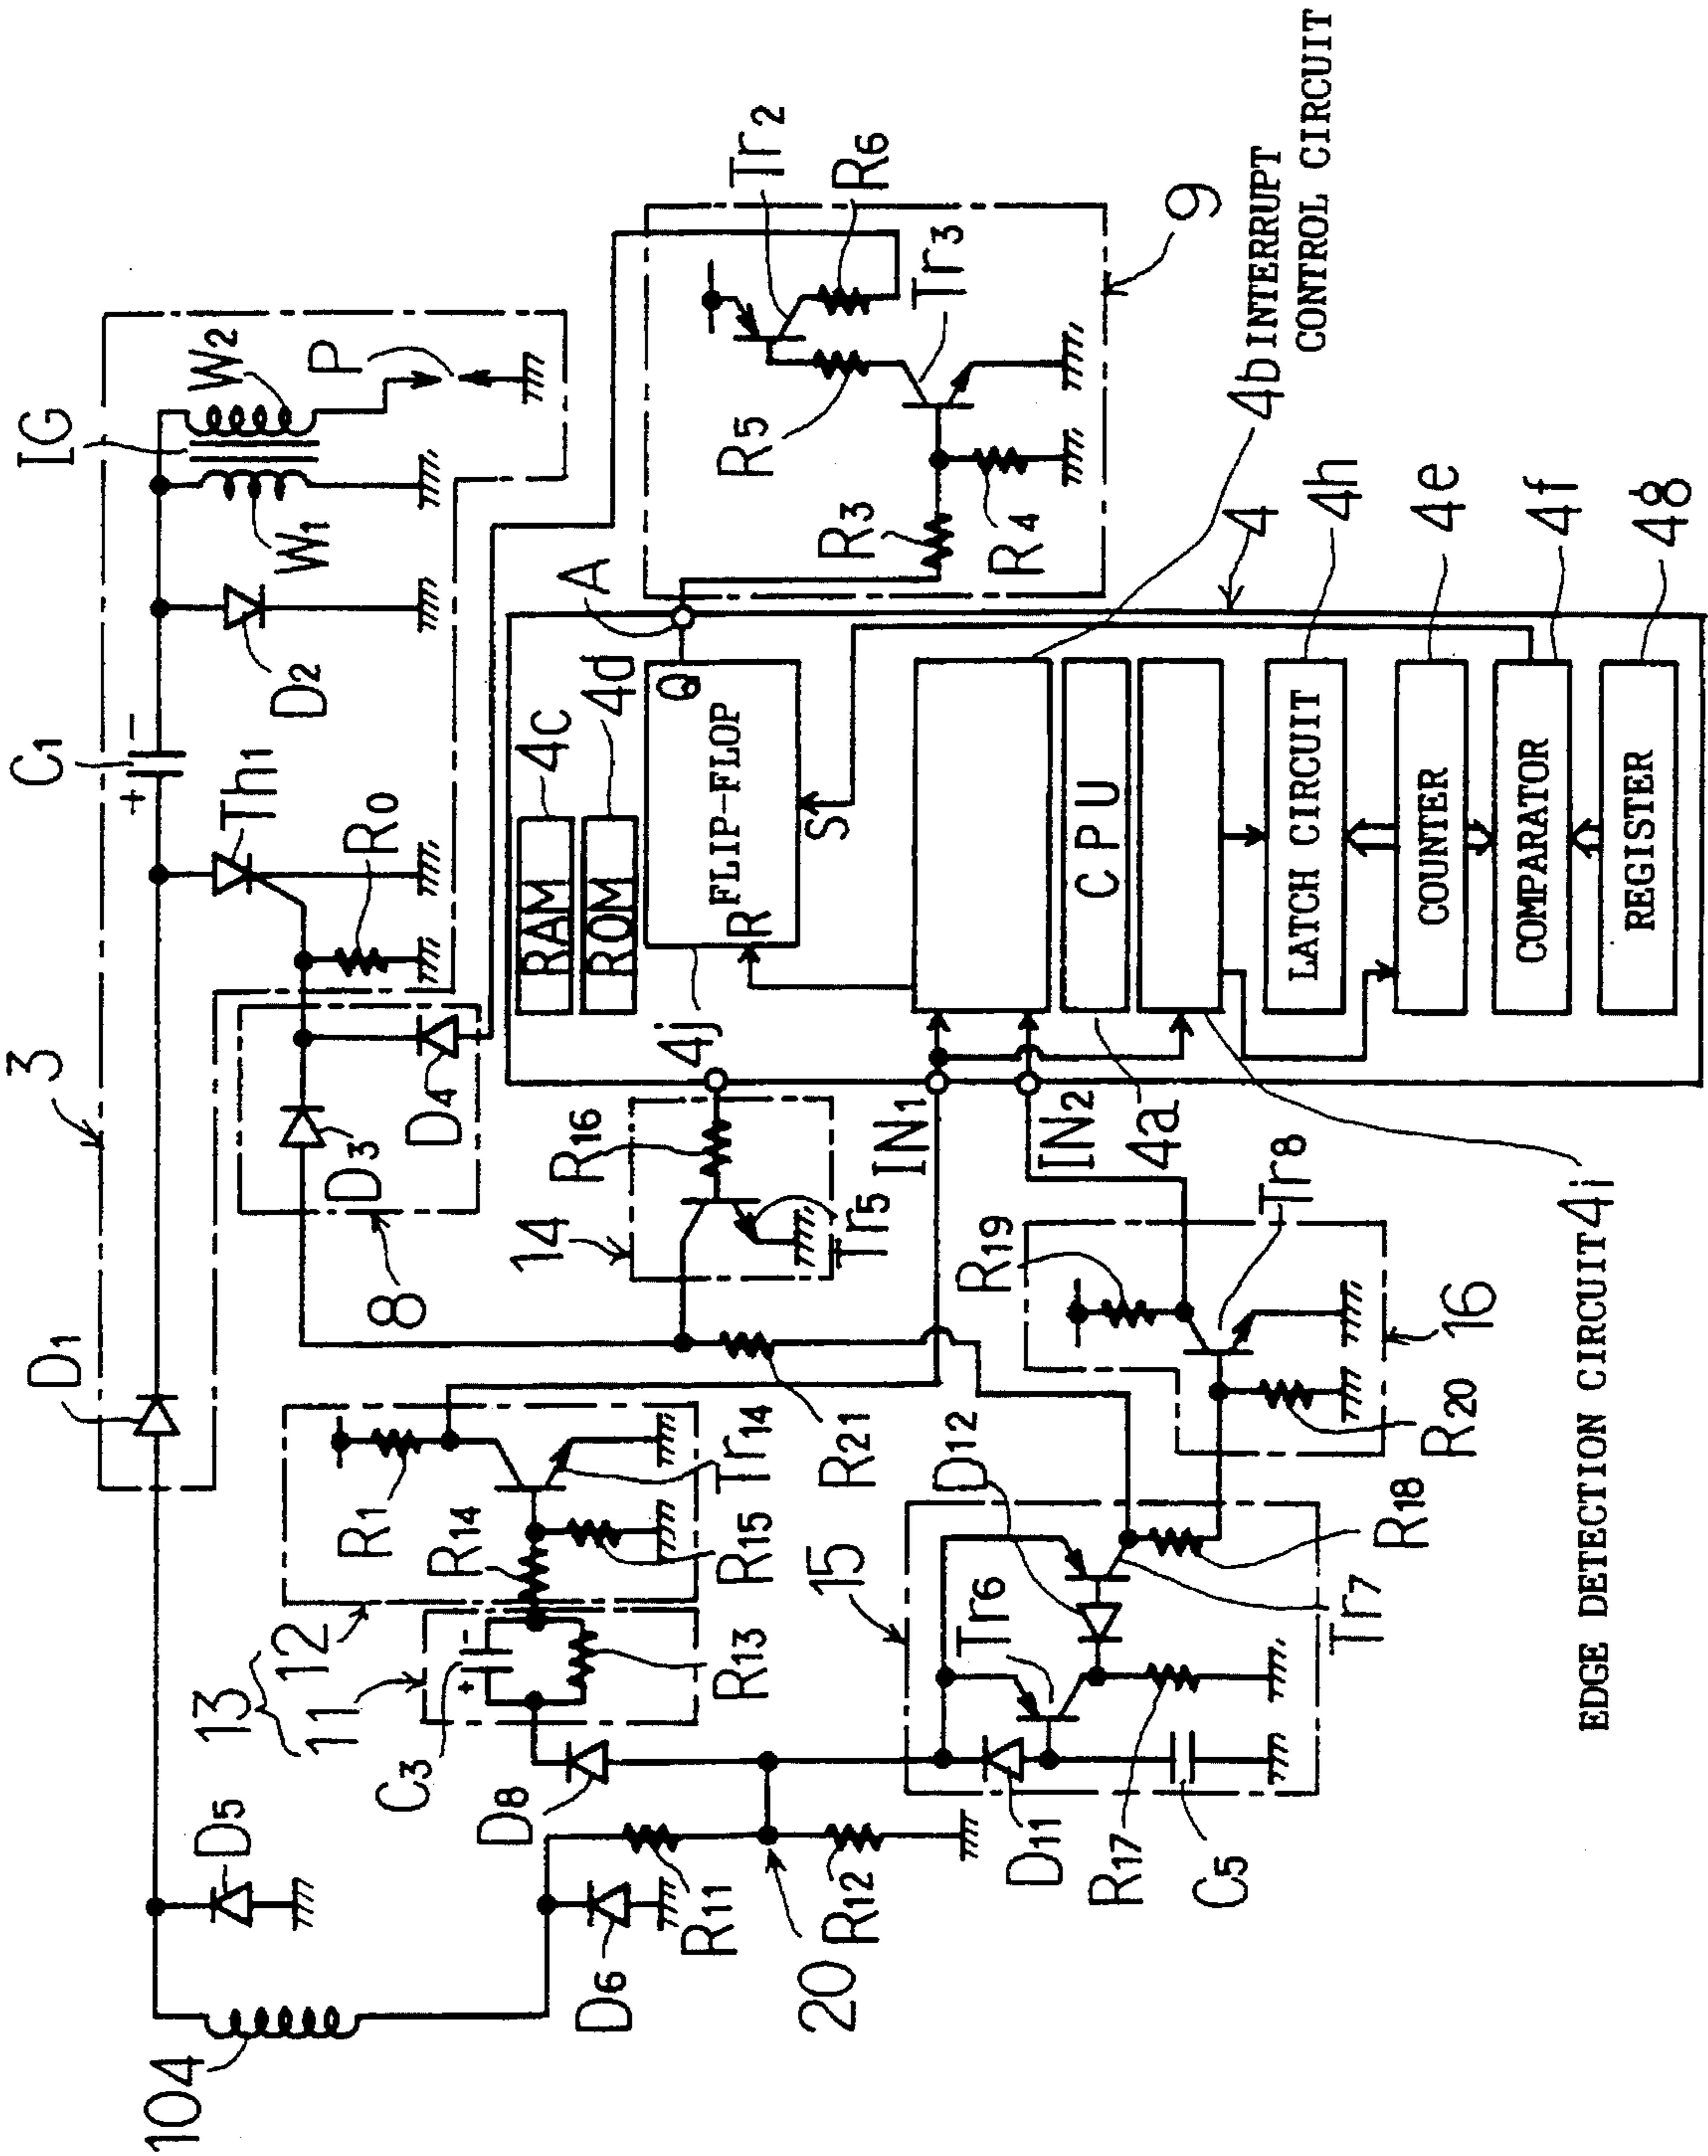 104
D5
D6
R11
20
R12
D1
3
C1
+
−
Th1
R0
D2
IG
W1
W2
P
D3
D4
8
13
12
11
C3
+
-
R13
D8
R1
R14
R15
Tr14
R21
14
R16
Tr5
15
D11
Tr6
D12
R17
C5
Tr7
R18
16
R19
Tr8
R20
IN1
IN2
4a
4j
RAM
4c
ROM
4d
R
FLIP-FLOP
Q
S
A
CPU
LATCH CIRCUIT
4h
COUNTER
4e
COMPARATOR
4f
REGISTER
48
4
R3
R4
R5
Tr2
R6
Tr3
9
4b INTERRUPT
CONTROL CIRCUIT
EDGE DETECTION CIRCUIT 4i